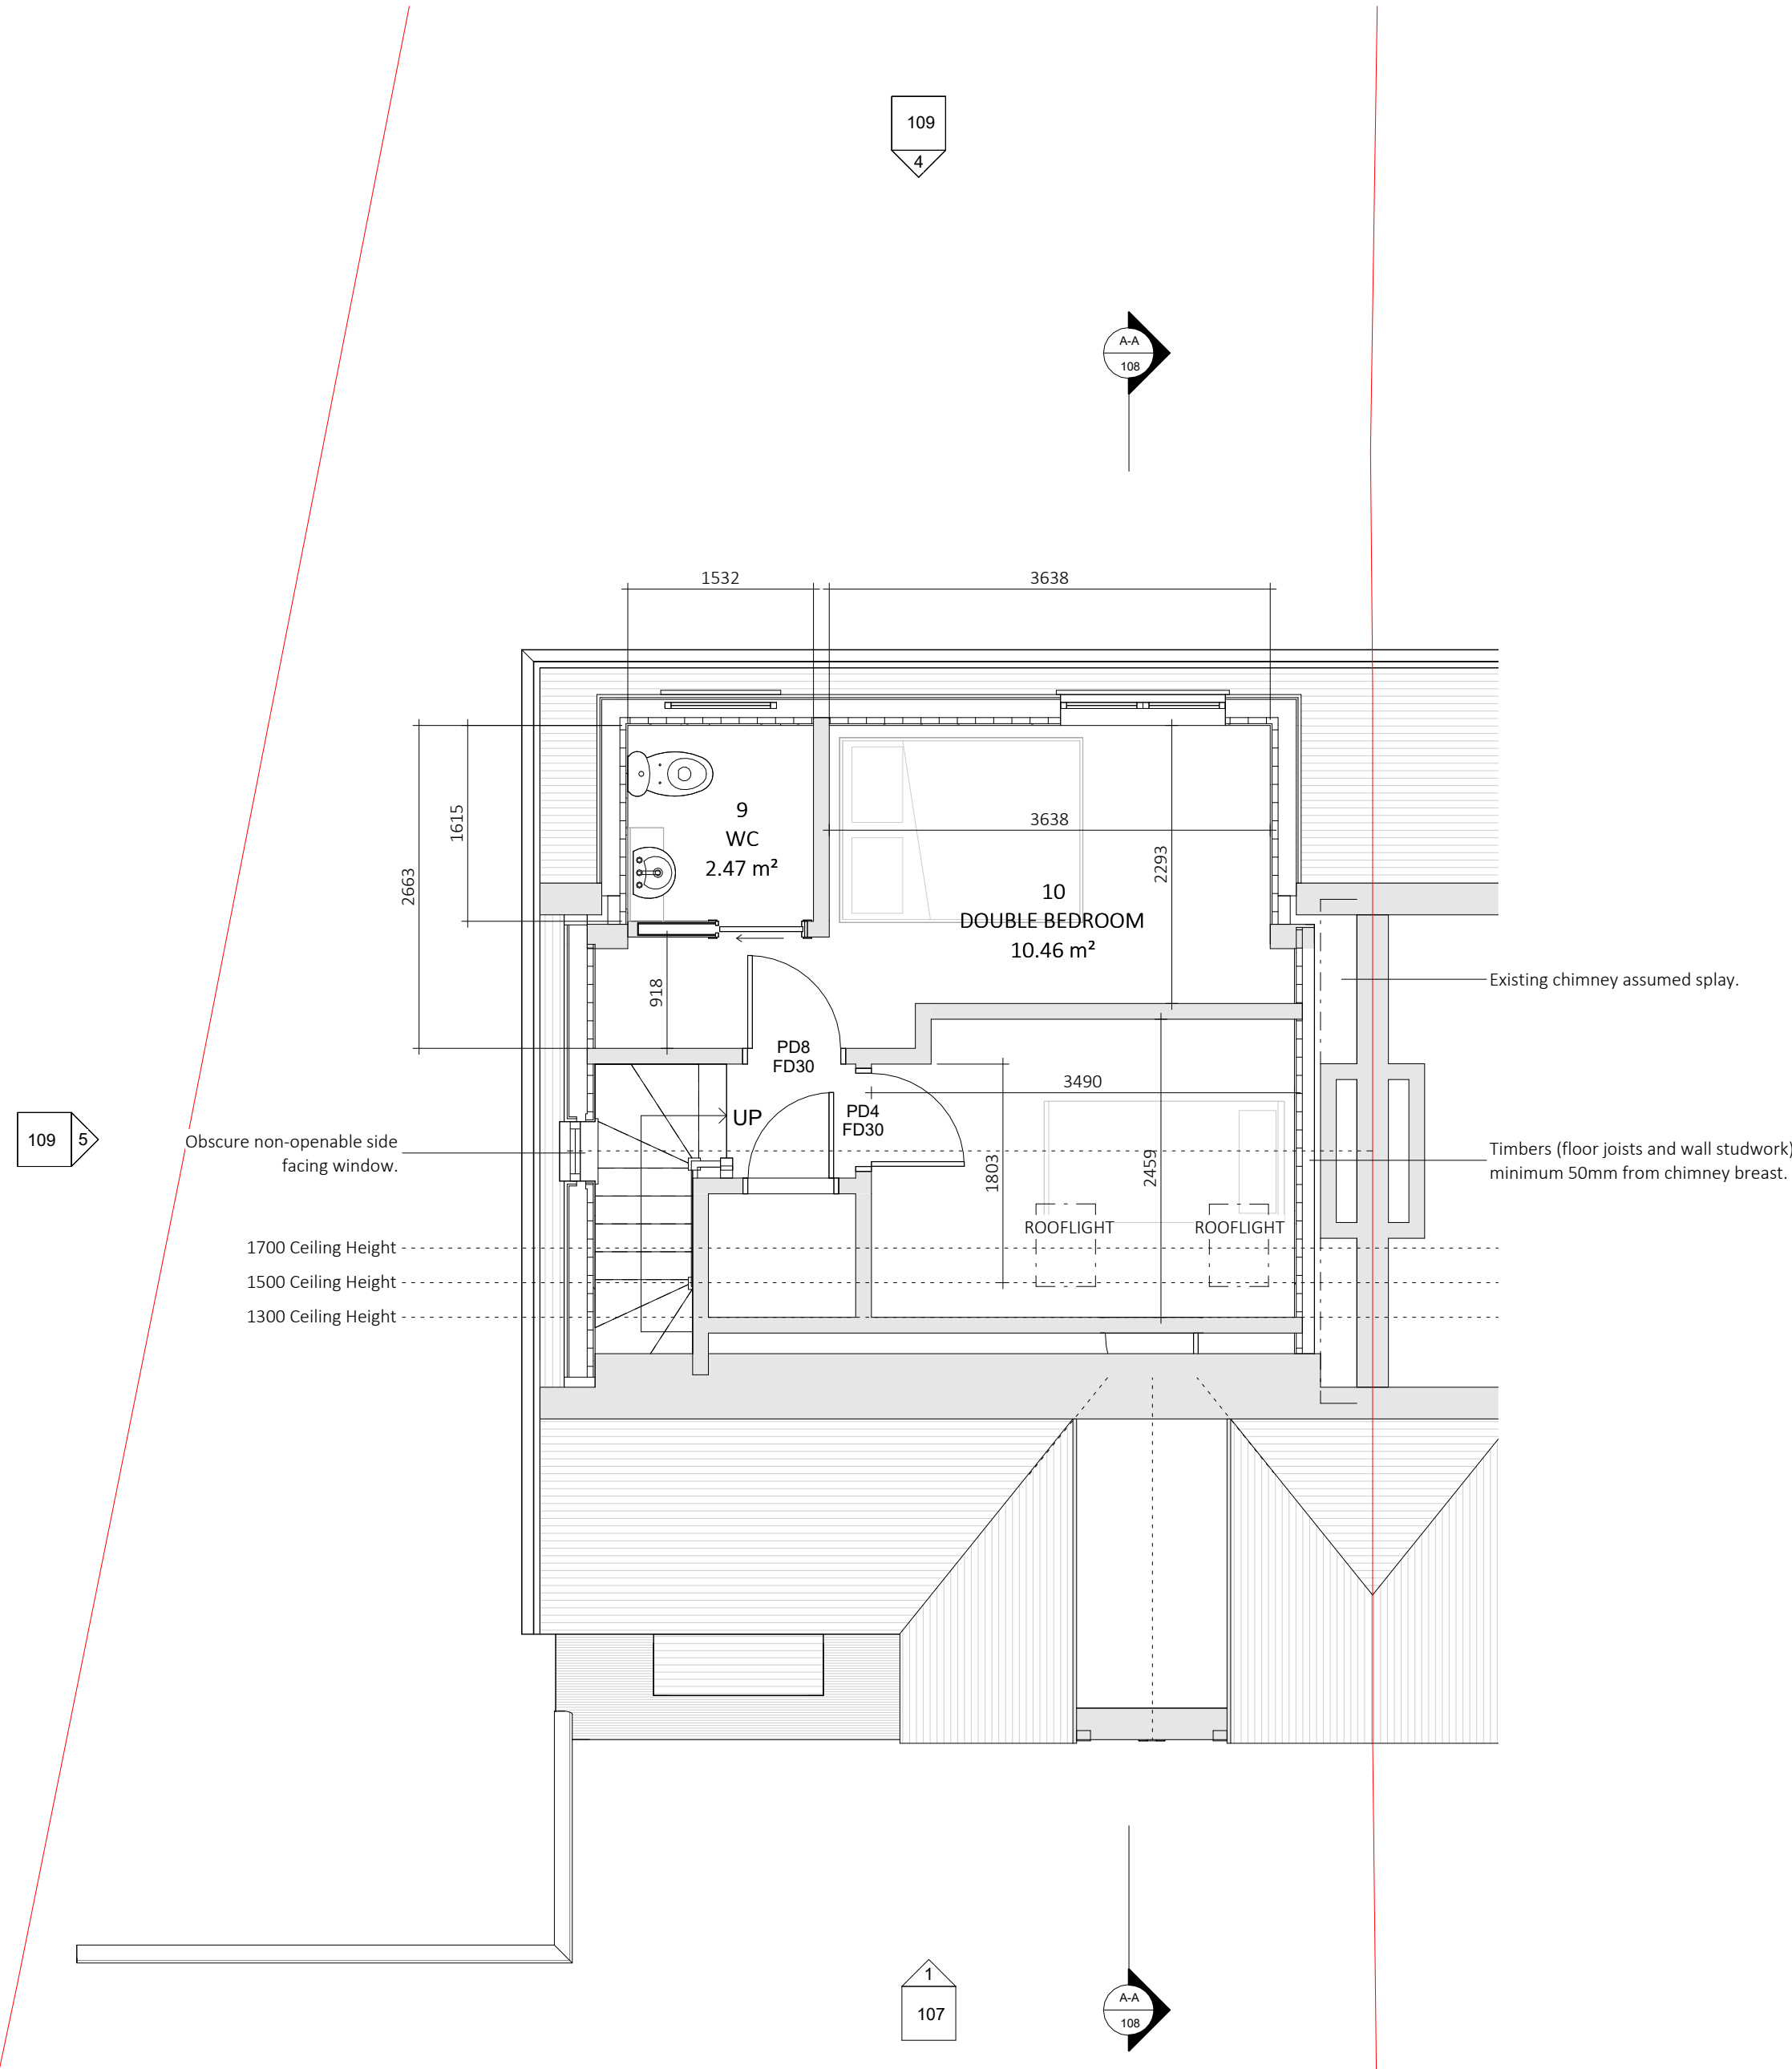 109
4
A-A
108
1532
3638
1615
2663
9
WC
2.47 m²
3638
2293
10
DOUBLE BEDROOM
10.46 m²
918
Existing chimney assumed splay.
PD8
FD30
3490
PD4
FD30
UP
109
5
Obscure non-openable side
facing window.
1803
2459
Timbers (floor joists and wall studwork)
minimum 50mm from chimney breast.
ROOFLIGHT
ROOFLIGHT
1700 Ceiling Height
1500 Ceiling Height
1300 Ceiling Height
1
107
A-A
108